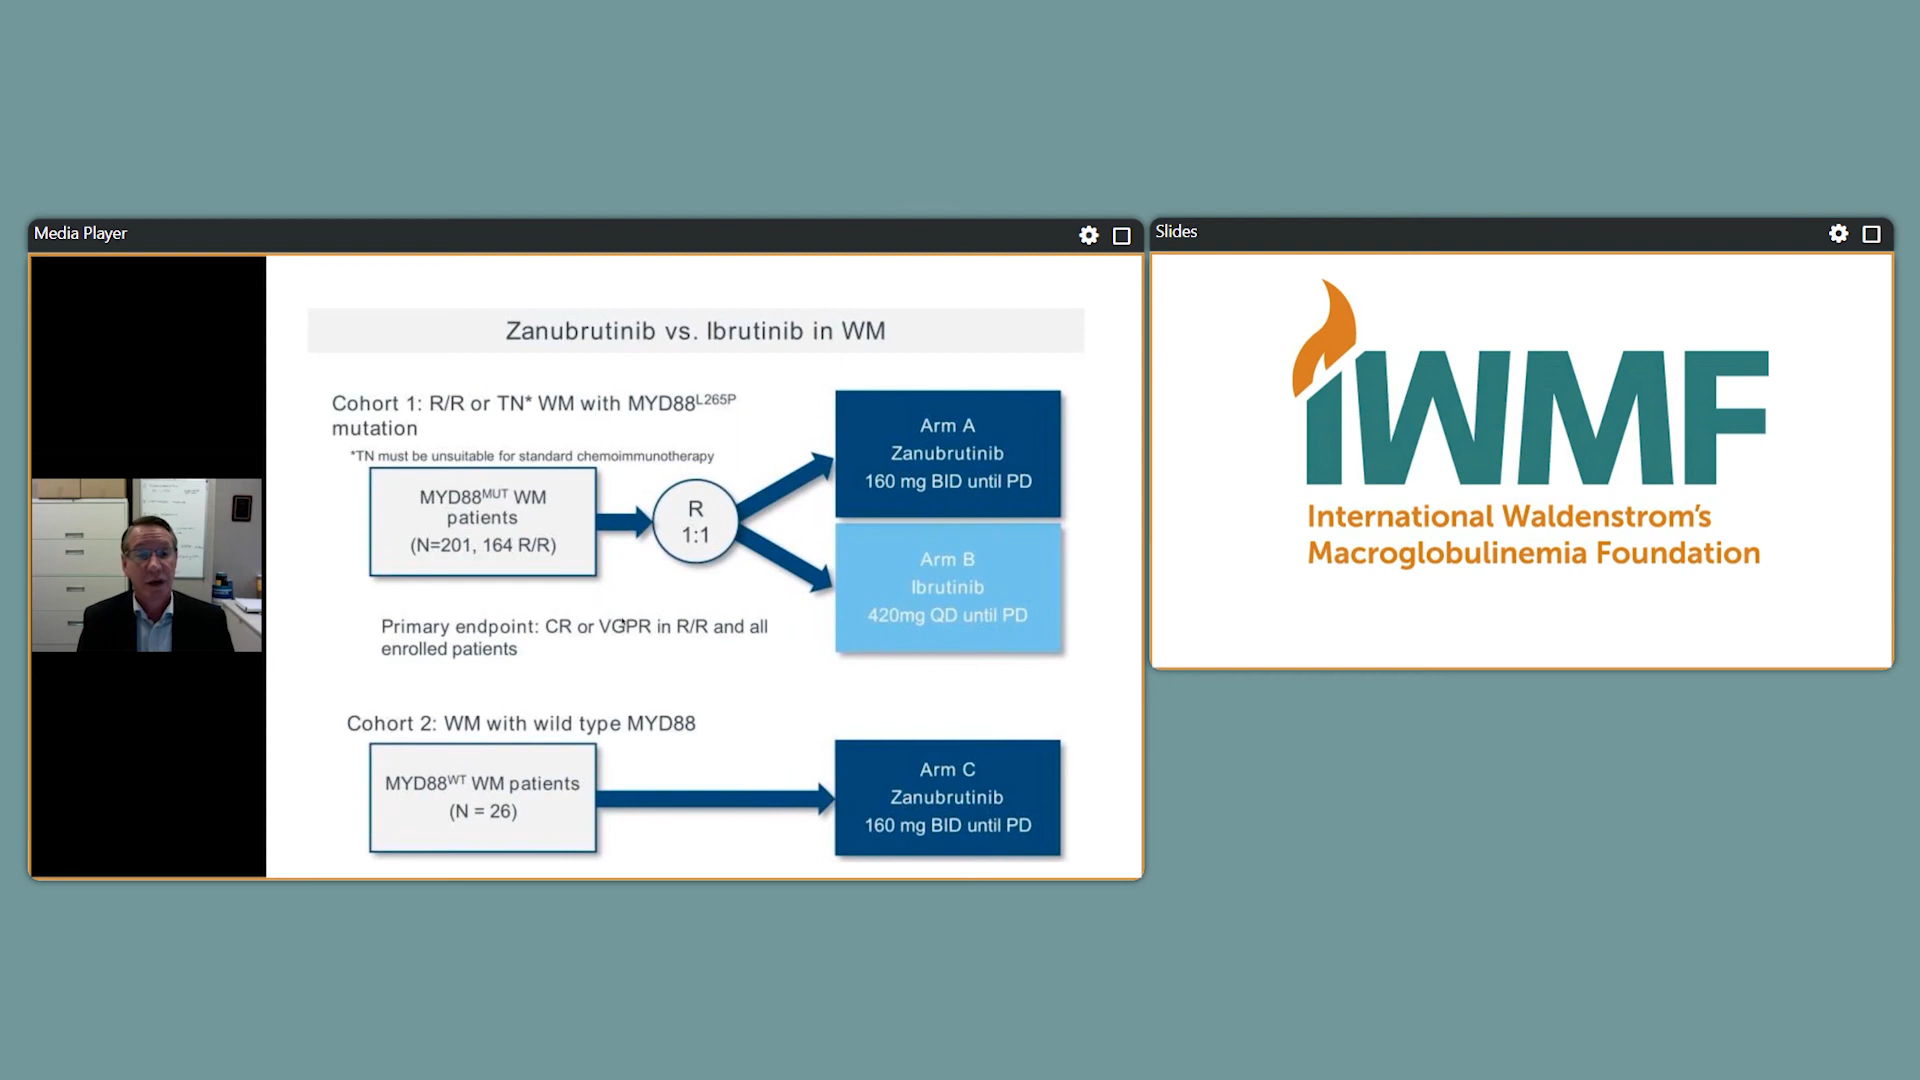 Media Player
Zanubrutinib vs. Ibrutinib in WM
Cohort 1: R/R or TN* WM with MYD88L265P
mutation
*TN must be unsuitable for standard chemoimmunotherapy
MYD88MUT WM
patients
(N=201, 164 R/R)
R
1:1
Arm A
Zanubrutinib
160 mg BID until PD
Arm B
Ibrutinib
420mg QD until PD
Primary endpoint: CR or VGPR in R/R and all
enrolled patients
Cohort 2: WM with wild type MYD88
MYD88WT WM patients
(N = 26)
Arm C
Zanubrutinib
160 mg BID until PD
Slides
IWMF
International Waldenstrom's
Macroglobulinemia Foundation